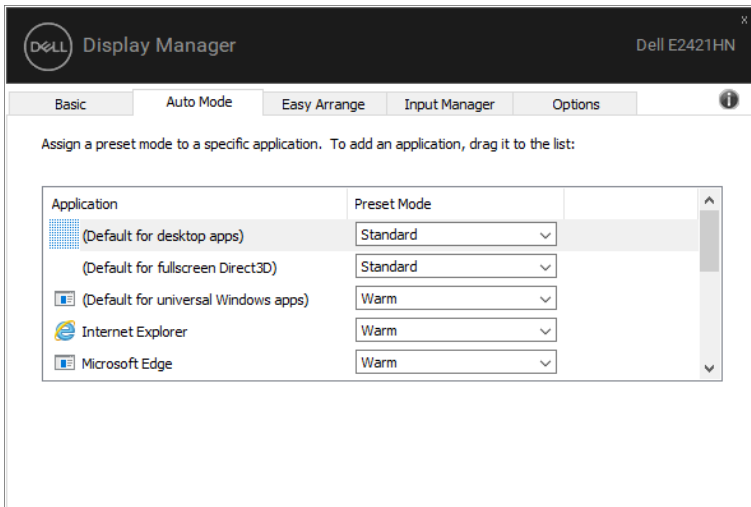 DELL Display Manager Dell E2421HN
x
Basic Auto Mode Easy Arrange Input Manager Options
Assign a preset mode to a specific application. To add an application, drag it to the list:
Application Preset Mode
(Default for desktop apps) Standard
(Default for fullscreen Direct3D) Standard
(Default for universal Windows apps) Warm
Internet Explorer Warm
Microsoft Edge Warm